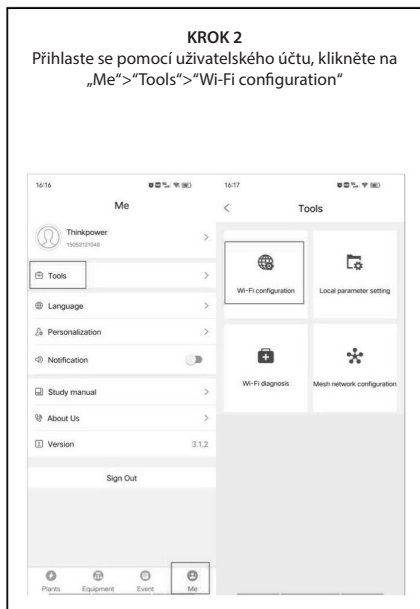 KROK 2
Přihlaste se pomocí uživatelského účtu, klikněte na
„Me“>“Tools“>“Wi-Fi configuration“
16:16
Me
Thinkpower
15052121046
Tools
Language
Personalization
Notification
Study manual
About Us
Version 3.1.2
Sign Out
Plants Equipment Event Me
16:17
Tools
Wi-Fi configuration Local parameter setting
Wi-Fi diagnosis Mesh network configuration